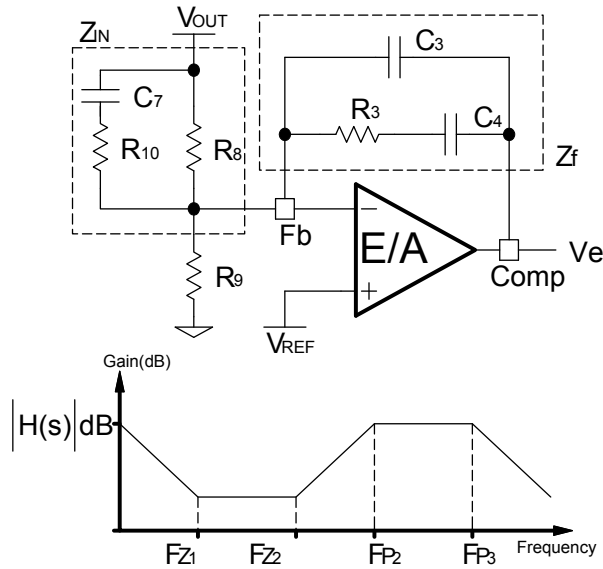 ZIN
VOUT
C3
C7
R3
C4
R10
R8
Zf
Fb
E/A
Ve
R9
Comp
VREF
Gain(dB)
|H(s)|dB
FZ1
FZ2
FP2
FP3
Frequency